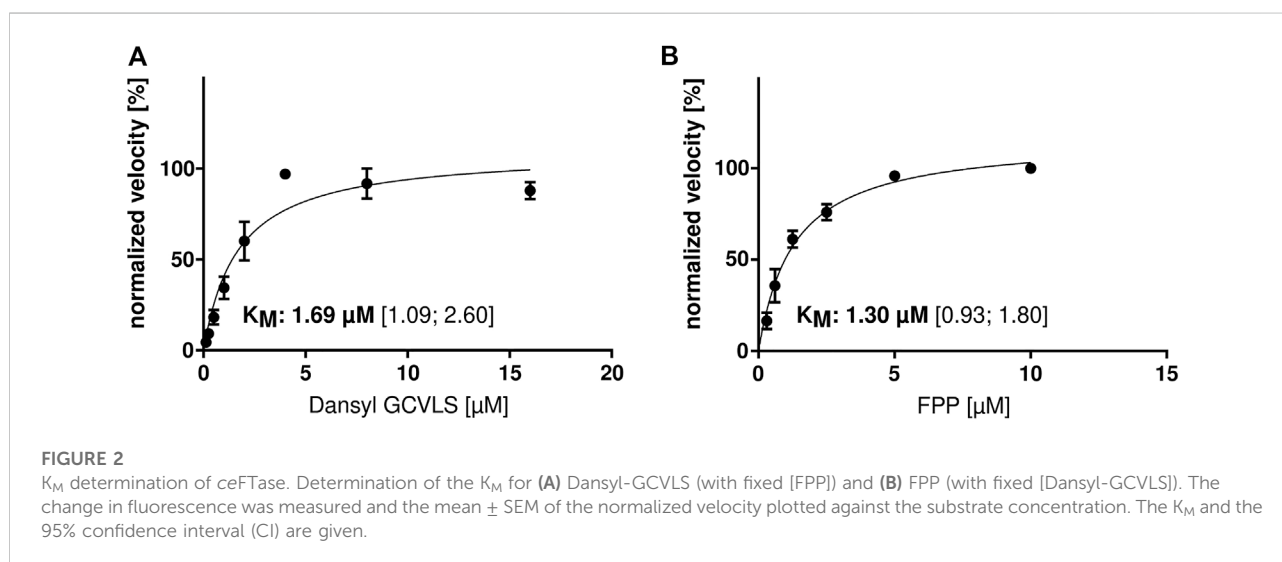 A
normalized velocity [%]
100
50
0
0 5 10 15 20
KM: 1.69 µM [1.09; 2.60]
Dansyl GCVLS [µM]
B
normalized velocity [%]
100
50
0
0 5 10 15
KM: 1.30 µM [0.93; 1.80]
FPP [µM]
FIGURE 2
KM determination of ceFTase. Determination of the KM for (A) Dansyl-GCVLS (with fixed [FPP]) and (B) FPP (with fixed [Dansyl-GCVLS]). The
change in fluorescence was measured and the mean ± SEM of the normalized velocity plotted against the substrate concentration. The KM and the
95% confidence interval (CI) are given.